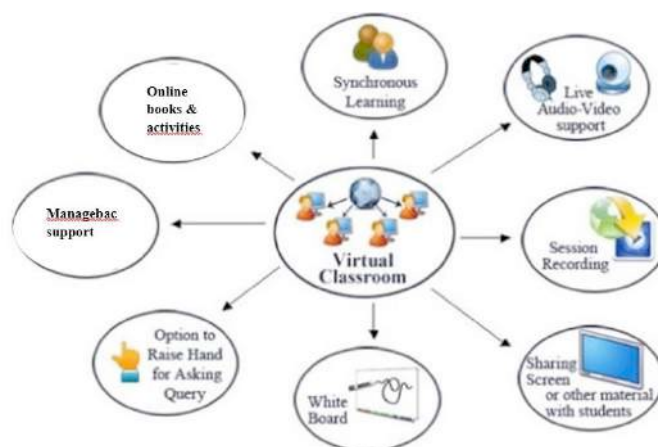 Synchronous
Learning
Online
books &
activities
Live
Audio-Video
support
Managebac
support
Virtual
Classroom
Session
Recording
Option to
Raise Hand
for Asking
Query
White
Board
Sharing
Screen
or other material
with students